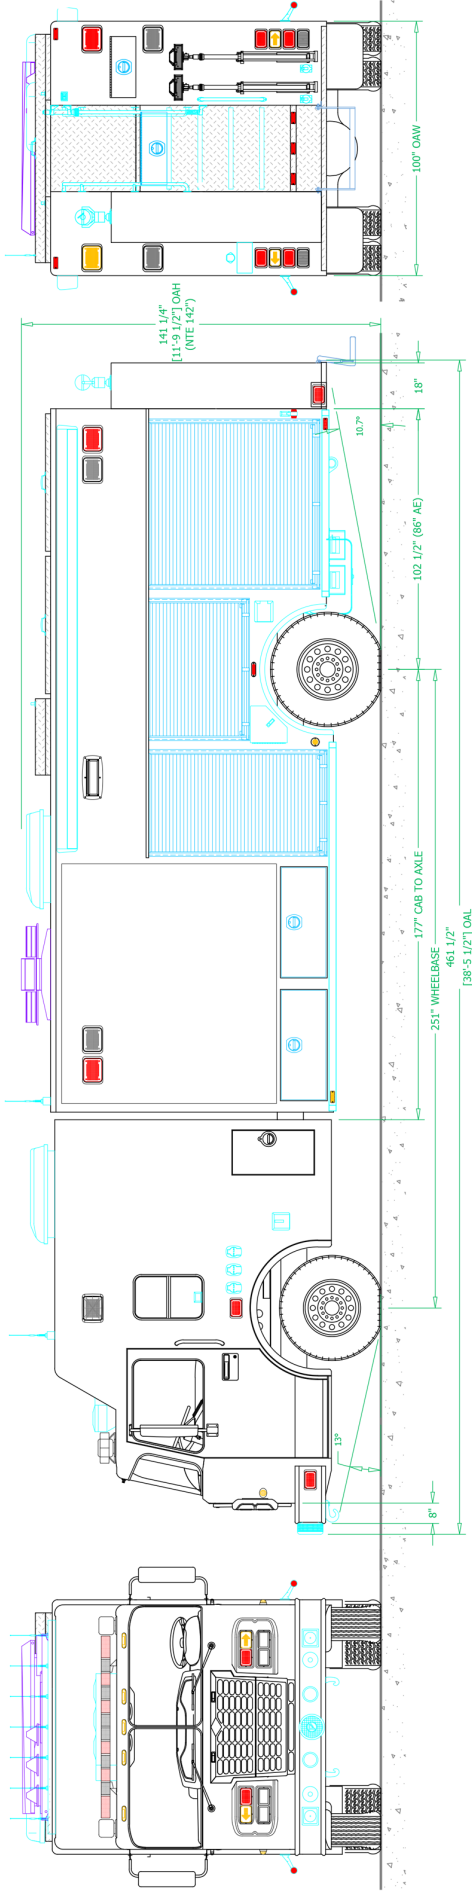 100" OAW
141 1/4"
[11'-9 1/2"] OAH
(NTE 142")
18"
10.7°
102 1/2" (86" AE)
177" CAB TO AXLE
251" WHEELBASE
461 1/2"
[38'-5 1/2"] OAL
13°
8"